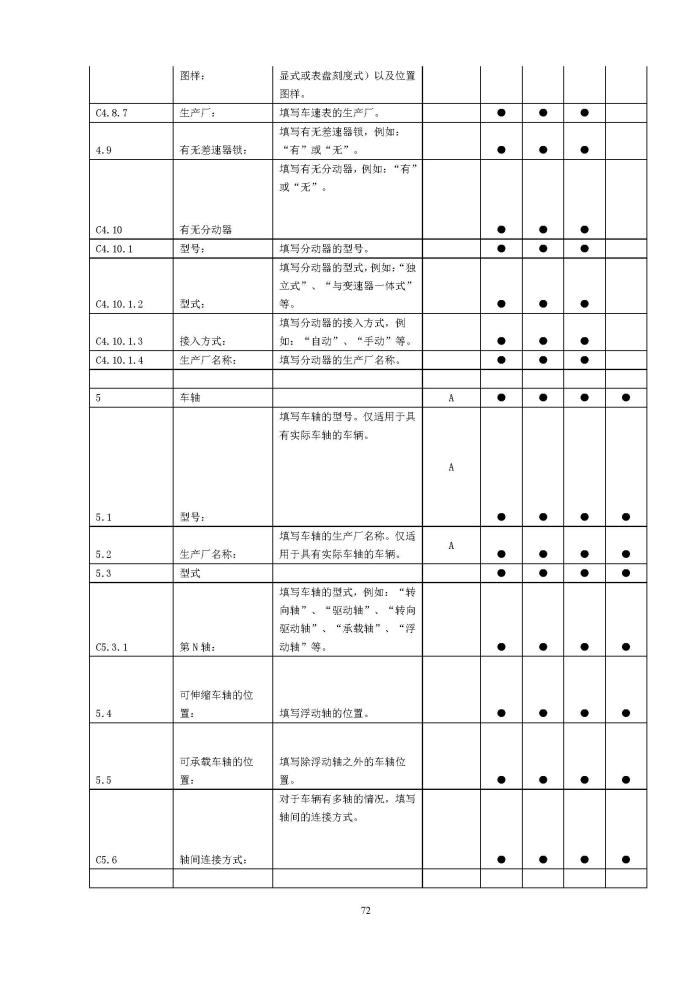 图样：
显式或表盘刻度式）以及位置
图样。
C4.8.7 生产厂： 填写车速表的生产厂。 ● ● ●
填写有无差速器锁，例如：
4.9 有无差速器锁： “有”或“无”。 ● ● ●
填写有无分动器，例如：“有”
或“无”。
C4.10 有无分动器 ● ● ●
C4.10.1 型号： 填写分动器的型号。 ● ● ●
填写分动器的型式，例如：“独
立式”、“与变速器一体式”
C4.10.1.2 型式： 等。 ● ● ●
填写分动器的接入方式，例
C4.10.1.3 接入方式： 如：“自动”、“手动”等。 ● ● ●
C4.10.1.4 生产厂名称： 填写分动器的生产厂名称。 ● ● ●
5 车轴 A ● ● ● ●
填写车轴的型号。仅适用于具
有实际车轴的车辆。
A
5.1 型号： ● ● ● ●
填写车轴的生产厂名称。仅适
A
5.2 生产厂名称： 用于具有实际车轴的车辆。 ● ● ● ●
5.3 型式 ● ● ● ●
填写车轴的型式，例如：“转
向轴”、“驱动轴”、“转向
驱动轴”、“承载轴”、“浮
C5.3.1 第 N 轴： 动轴”等。 ● ● ● ●
可伸缩车轴的位
5.4 置： 填写浮动轴的位置。 ● ● ● ●
可承载车轴的位 填写除浮动轴之外的车轴位
5.5 置： 置。 ● ● ● ●
对于车辆有多轴的情况，填写
轴间的连接方式。
C5.6 轴间连接方式： ● ● ● ●
72